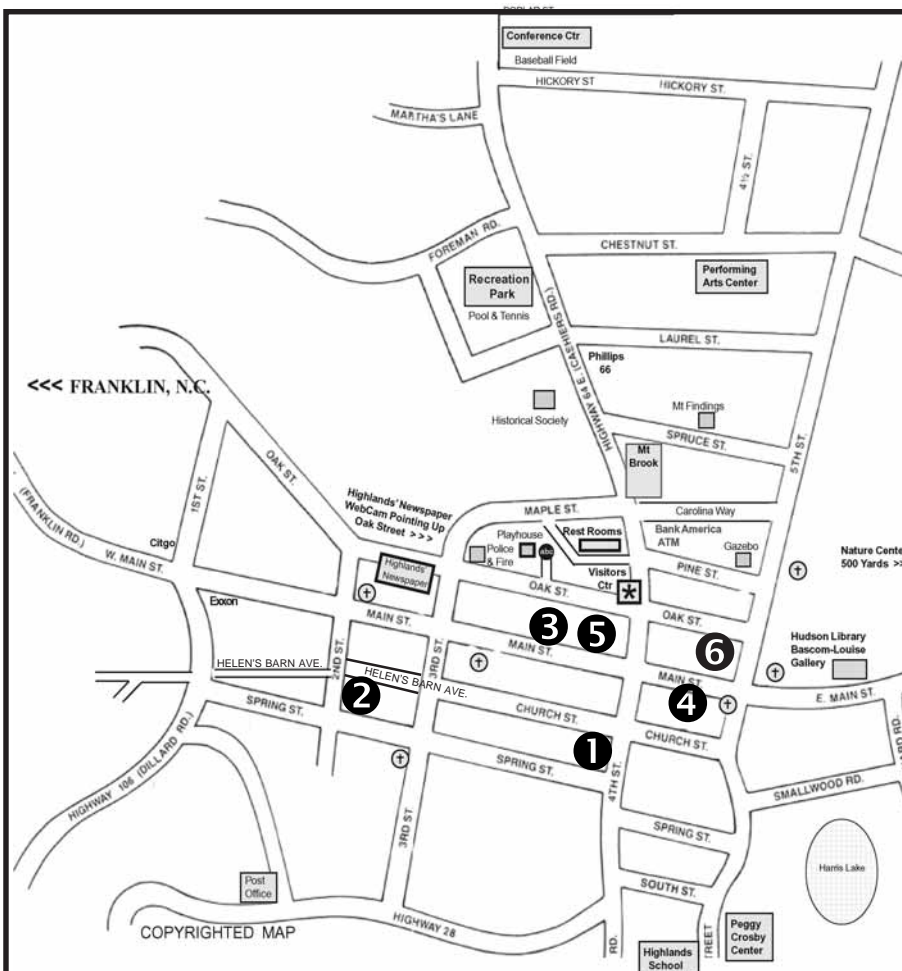 POPLAR ST.
Conference Ctr
Baseball Field
HICKORY ST
HICKORY ST.
MARTHA'S LANE
4½ ST.
FOREMAN RD.
CHESTNUT ST.
Recreation
Park
Pool & Tennis
Performing
Arts Center
HIGHWAY 64 E. (CASHIERS RD.)
LAUREL ST.
Phillips
66
<<< FRANKLIN, N.C.
Historical Society
Mt Findings
SPRUCE ST.
5TH ST.
OAK ST.
1ST ST.
Mt
Brook
Highlands' Newspaper
WebCam Pointing Up
Oak Street > > >
MAPLE ST.
Carolina Way
(FRANKLIN RD.)
W. MAIN ST.
Citgo
Playhouse
Rest Rooms
Bank America
ATM
Gazebo
Police
& Fire
abc
Highlands'
Newspaper
Visitors
Ctr
*
PINE ST.
Nature Cente
500 Yards >>
OAK ST.
OAK ST.
Exxon
MAIN ST.
MAIN ST.
3
5
6
Hudson Library
Bascom-Louise
Gallery
2ND ST.
3RD ST.
HELEN'S BARN AVE.
HELEN'S BARN AVE.
MAIN ST.
E. MAIN ST.
2
4
SPRING ST.
CHURCH ST.
CHURCH ST.
1
SPRING ST.
4TH ST.
HIGHWAY 106 (DILLARD RD.)
SMALLWOOD RD.
ARD RD.
3RD ST
SPRING ST.
Harris Lake
Post
Office
SOUTH ST.
HIGHWAY 28
COPYRIGHTED MAP
RD.
REET
Highlands
School
Peggy
Crosby
Center